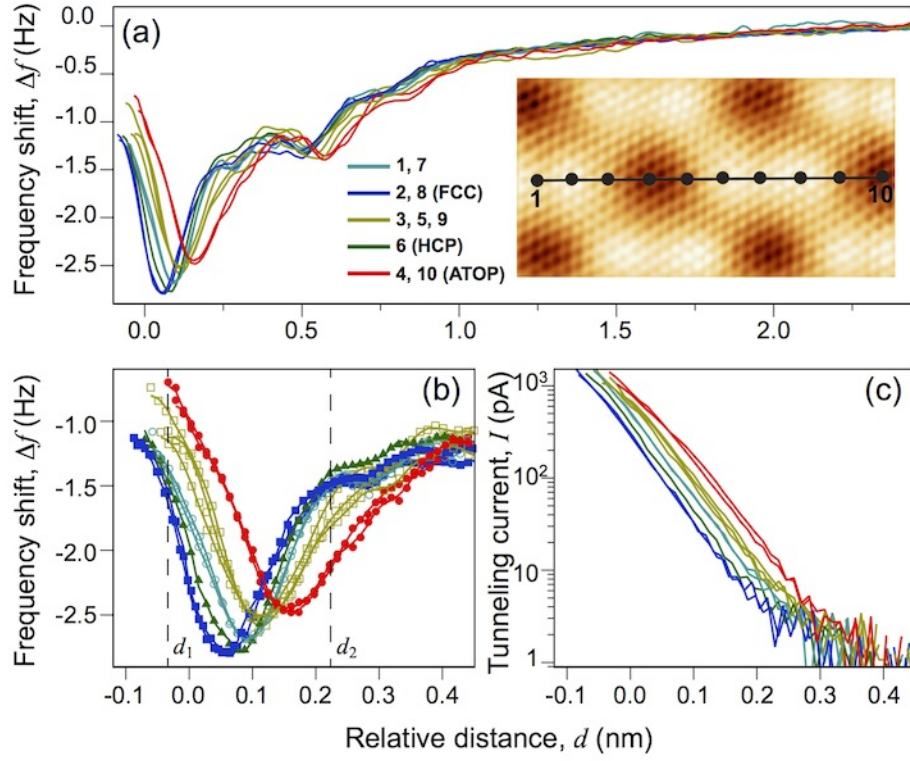 (a)
Frequency shift, Δf (Hz)
0.0
-0.5
-1.0
-1.5
-2.0
-2.5
1, 7
2, 8 (FCC)
3, 5, 9
6 (HCP)
4, 10 (ATOP)
1
10
0.0
0.5
1.0
1.5
2.0
(b)
Frequency shift, Δf (Hz)
-1.0
-1.5
-2.0
-2.5
d₁
d₂
-0.1
0.0
0.1
0.2
0.3
0.4
(c)
Tunneling current, I (pA)
10³
10²
10
1
-0.1
0.0
0.1
0.2
0.3
0.4
Relative distance, d (nm)